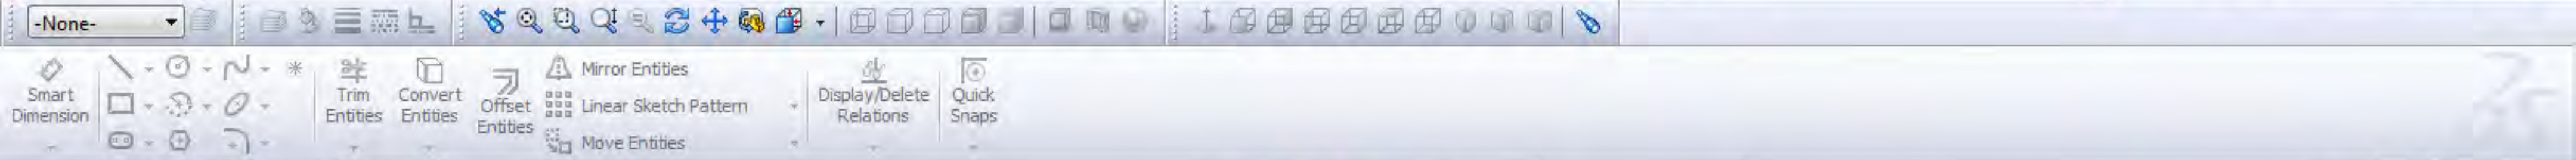 -None-
Smart
Dimension
Trim
Entities
Convert
Entities
Offset
Entities
Mirror Entities
Linear Sketch Pattern
Move Entities
Display/Delete
Relations
Quick
Snaps